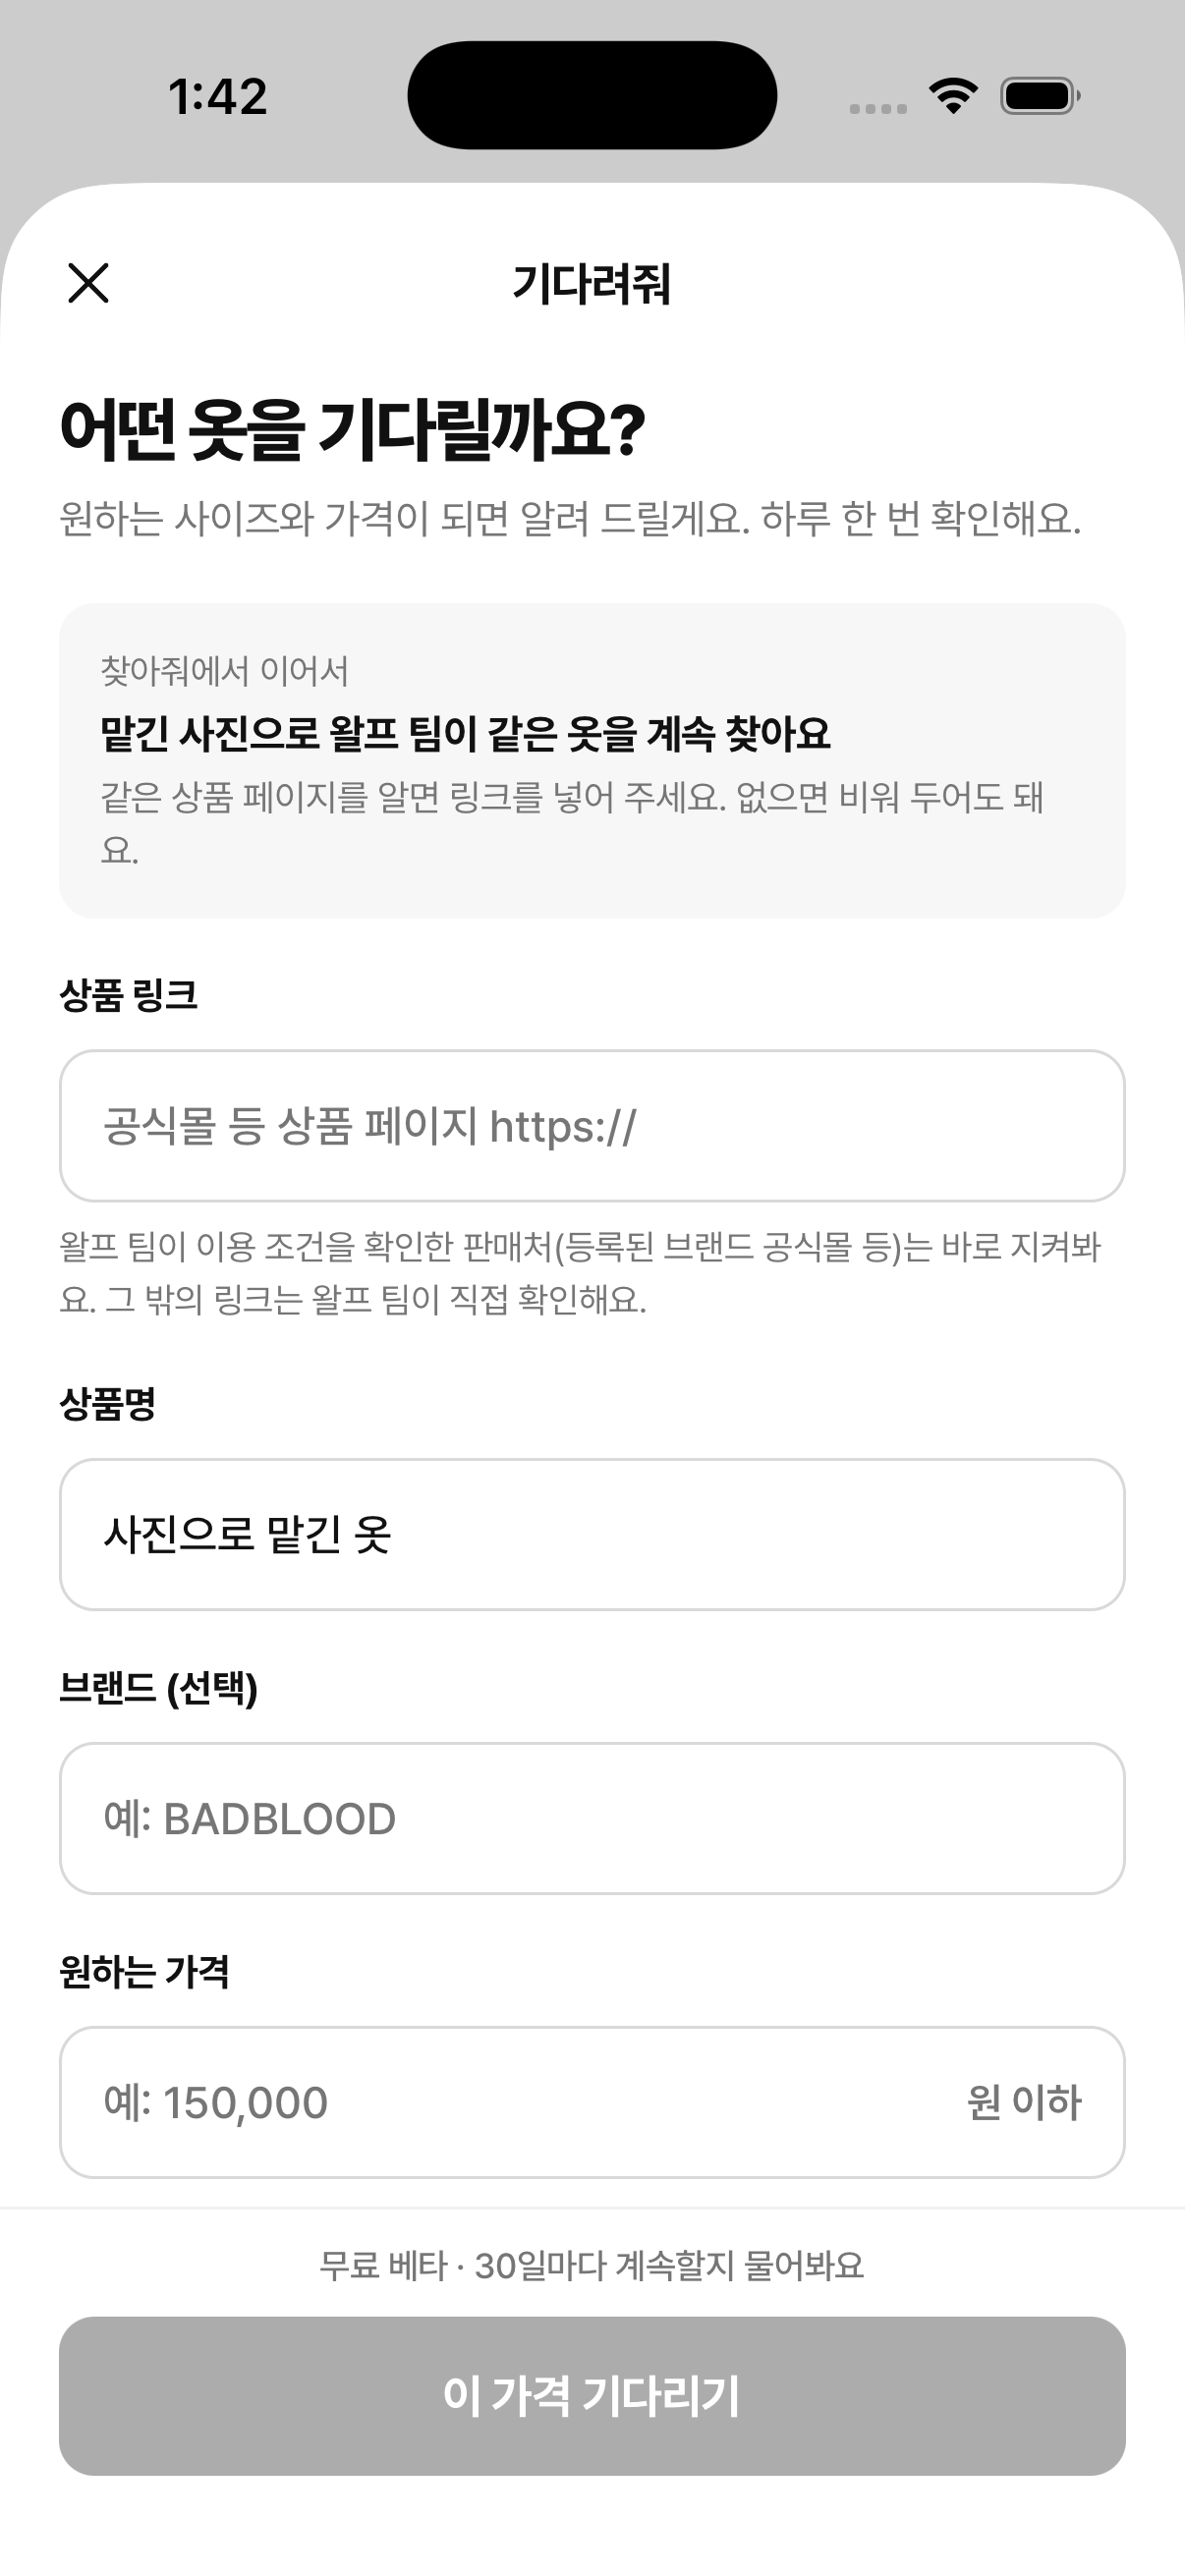 1:42
기다려줘
어떤 옷을 기다릴까요?
원하는 사이즈와 가격이 되면 알려 드릴게요. 하루 한 번 확인해요.
찾아줘에서 이어서
맡긴 사진으로 왈프 팀이 같은 옷을 계속 찾아요
같은 상품 페이지를 알면 링크를 넣어 주세요. 없으면 비워 두어도 돼
요.
상품 링크
공식몰 등 상품 페이지 https://
왈프 팀이 이용 조건을 확인한 판매처(등록된 브랜드 공식몰 등)는 바로 지켜봐
요. 그 밖의 링크는 왈프 팀이 직접 확인해요.
상품명
사진으로 맡긴 옷
브랜드 (선택)
예: BADBLOOD
원하는 가격
예: 150,000 원 이하
무료 베타 · 30일마다 계속할지 물어봐요
이 가격 기다리기